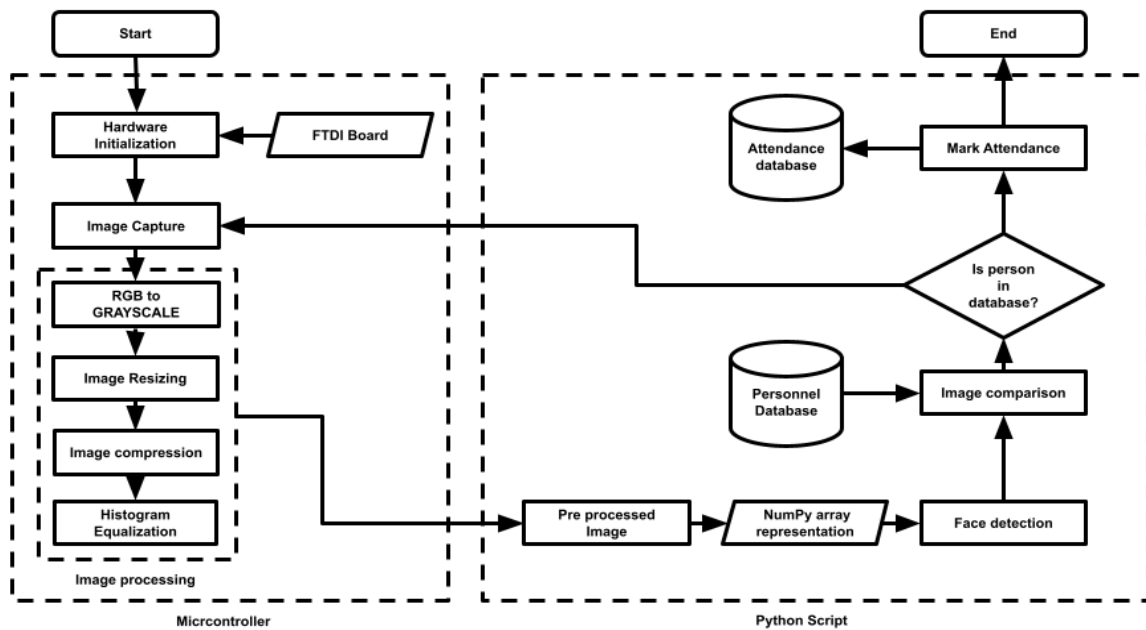 Start
Hardware
Initialization
FTDI Board
Image Capture
RGB to
GRAYSCALE
Image Resizing
Image compression
Histogram
Equalization
Image processing
Micrcontroller
End
Attendance
database
Mark Attendance
Is person
in
database?
Personnel
Database
Image comparison
Pre processed
Image
NumPy array
representation
Face detection
Python Script